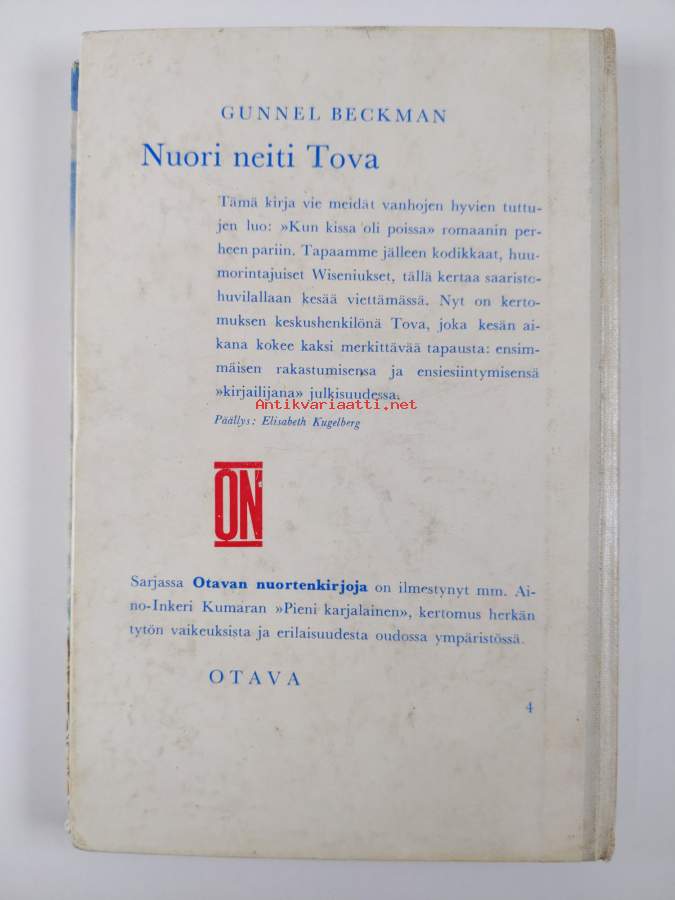 GUNNEL BECKMAN
Nuori neiti Tova
Tämä kirja vie meidät vanhojen hyvien tuttu-
jen luo: »Kun kissa oli poissa» romaanin per-
heen pariin. Tapaamme jälleen kodikkaat, huu-
morintajuiset Wiseniukset, tällä kertaa saaristo-
huvilallaan kesää viettämässä. Nyt on kerto-
muksen keskushenkilönä Tova, joka kesän ai-
kana kokee kaksi merkittävää tapausta: ensim-
mäisen rakastumisensa ja ensiesiintymisensä
»kirjailijana» julkisuudessa.
Antikvariaatti.net
Päällys: Elisabeth Kugelberg
ON
Sarjassa Otavan nuortenkirjoja on ilmestynyt mm. Ai-
no-Inkeri Kumaran »Pieni karjalainen», kertomus herkän
tytön vaikeuksista ja erilaisuudesta oudossa ympäristössä.
OTAVA
4